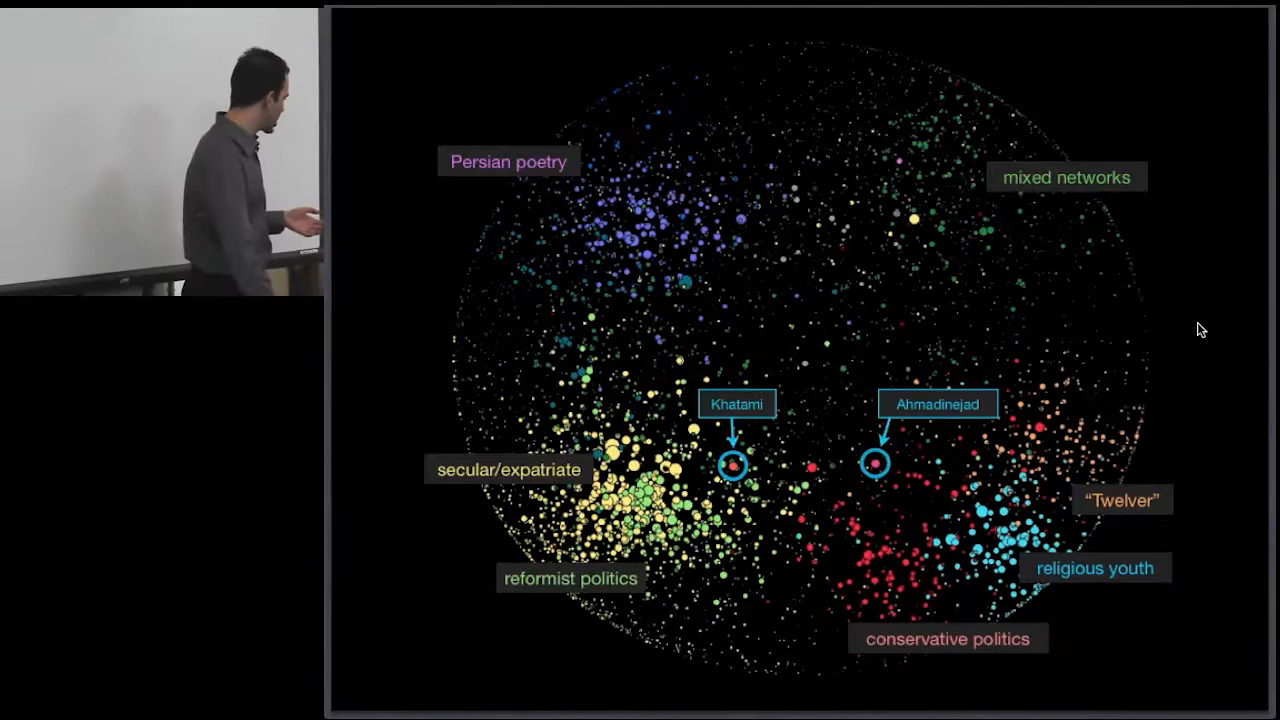 Persian poetry
mixed networks
Khatami
Ahmadinejad
secular/expatriate
“Twelver”
religious youth
reformist politics
conservative politics